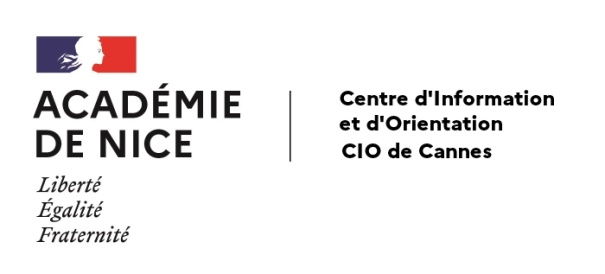 ACADÉMIE
DE NICE
Liberté
Égalité
Fraternité
Centre d'Information
et d'Orientation
CIO de Cannes